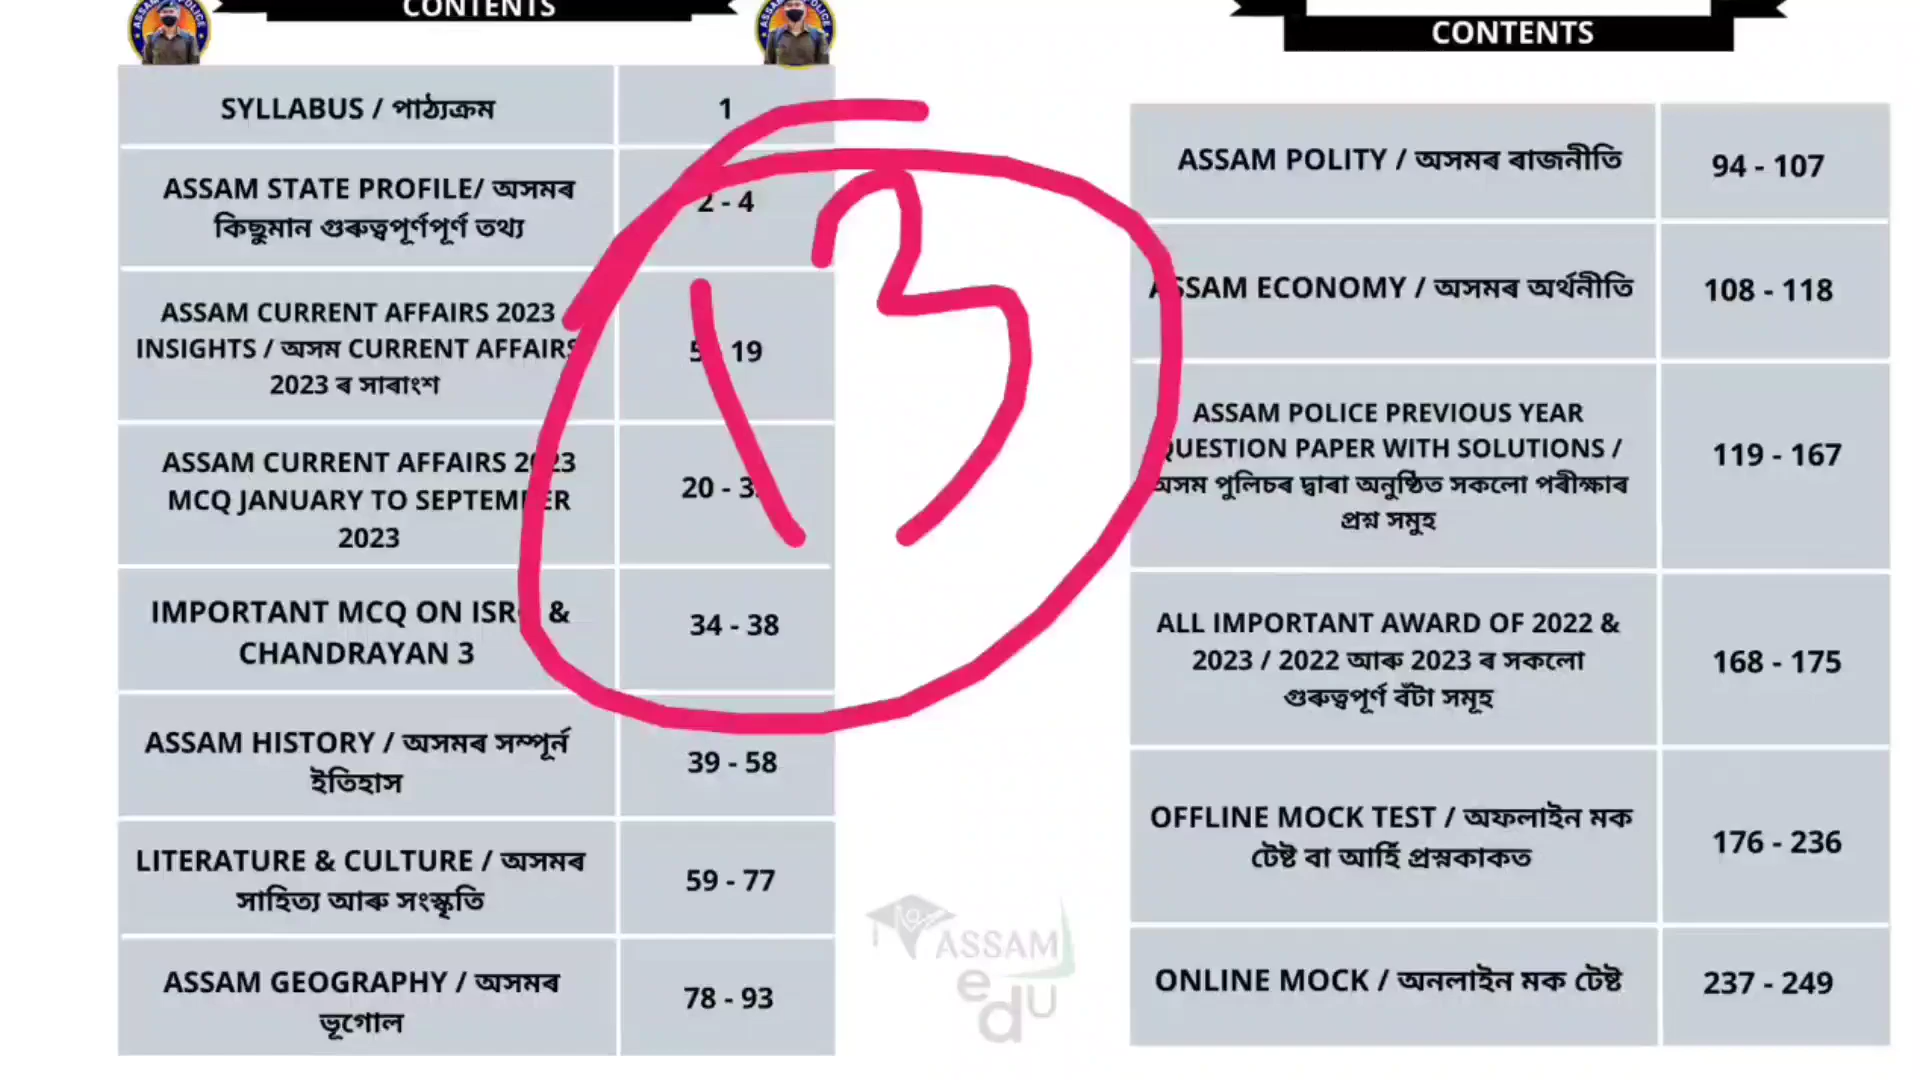 CONTENTS
SYLLABUS / পাঠ্যক্ৰম
1
ASSAM STATE PROFILE/ অসমৰ
কিছুমান গুৰুত্বপূৰ্ণপূৰ্ণ তথ্য
2 - 4
ASSAM CURRENT AFFAIRS 2023
INSIGHTS / অসম CURRENT AFFAIRS
2023 ৰ সাৰাংশ
19
ASSAM CURRENT AFFAIRS 2023
MCQ JANUARY TO SEPTEMBER
2023
20 -
IMPORTANT MCQ ON ISRO &
CHANDRAYAN 3
34 - 38
ASSAM HISTORY / অসমৰ সম্পূৰ্ন
ইতিহাস
39 - 58
LITERATURE & CULTURE / অসমৰ
সাহিত্য আৰু সংস্কৃতি
59 - 77
ASSAM GEOGRAPHY / অসমৰ
ভূগোল
78 - 93
13
CONTENTS
ASSAM POLITY / অসমৰ ৰাজনীতি
94 - 107
ASSAM ECONOMY / অসমৰ অৰ্থনীতি
108 - 118
ASSAM POLICE PREVIOUS YEAR
QUESTION PAPER WITH SOLUTIONS /
অসম পুলিচৰ দ্বাৰা অনুষ্ঠিত সকলো পৰীক্ষাৰ
প্ৰশ্ন সমুহ
119 - 167
ALL IMPORTANT AWARD OF 2022 &
2023 / 2022 আৰু 2023 ৰ সকলো
গুৰুত্বপূৰ্ণ বঁটা সমূহ
168 - 175
OFFLINE MOCK TEST / অফলাইন মক
টেষ্ট বা আৰ্হি প্ৰস্নকাকত
176 - 236
ONLINE MOCK / অনলাইন মক টেষ্ট
237 - 249
ASSAM
edu